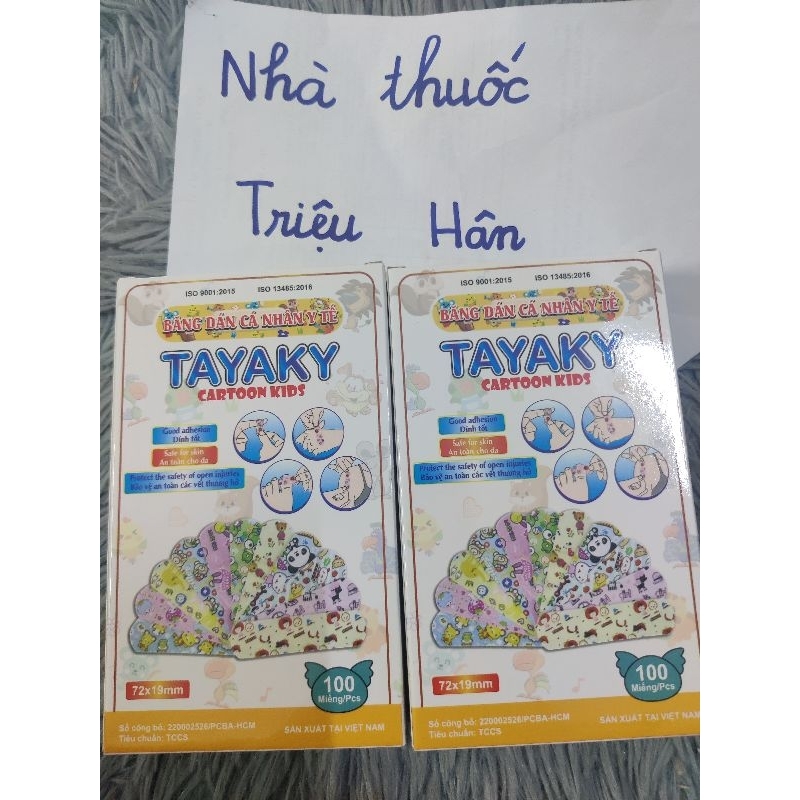 Nhà thuốc
Triệu Hân
ISO 9001:2015 ISO 13485:2016
BĂNG DÁN CÁ NHÂN Y TẾ
TAYAKY
CARTOON KIDS
Good adhesion
Dính tốt
Safe for skin
An toàn cho da
Protect the safety of open injuries
Bảo vệ an toàn các vết thương hở
72x19mm
100
Miếng/Pcs
Số công bố: 220002526/PCBA-HCM
Tiêu chuẩn: TCCS
SẢN XUẤT TẠI VIỆT NAM
ISO 9001:2015 ISO 13485:2016
BĂNG DÁN CÁ NHÂN Y TẾ
TAYAKY
CARTOON KIDS
Good adhesion
Dính tốt
Safe for skin
An toàn cho da
Protect the safety of open injuries
Bảo vệ an toàn các vết thương hở
72x19mm
100
Miếng/Pcs
Số công bố: 220002526/PCBA-HCM
Tiêu chuẩn: TCCS
SẢN XUẤT TẠI VIỆT NAM